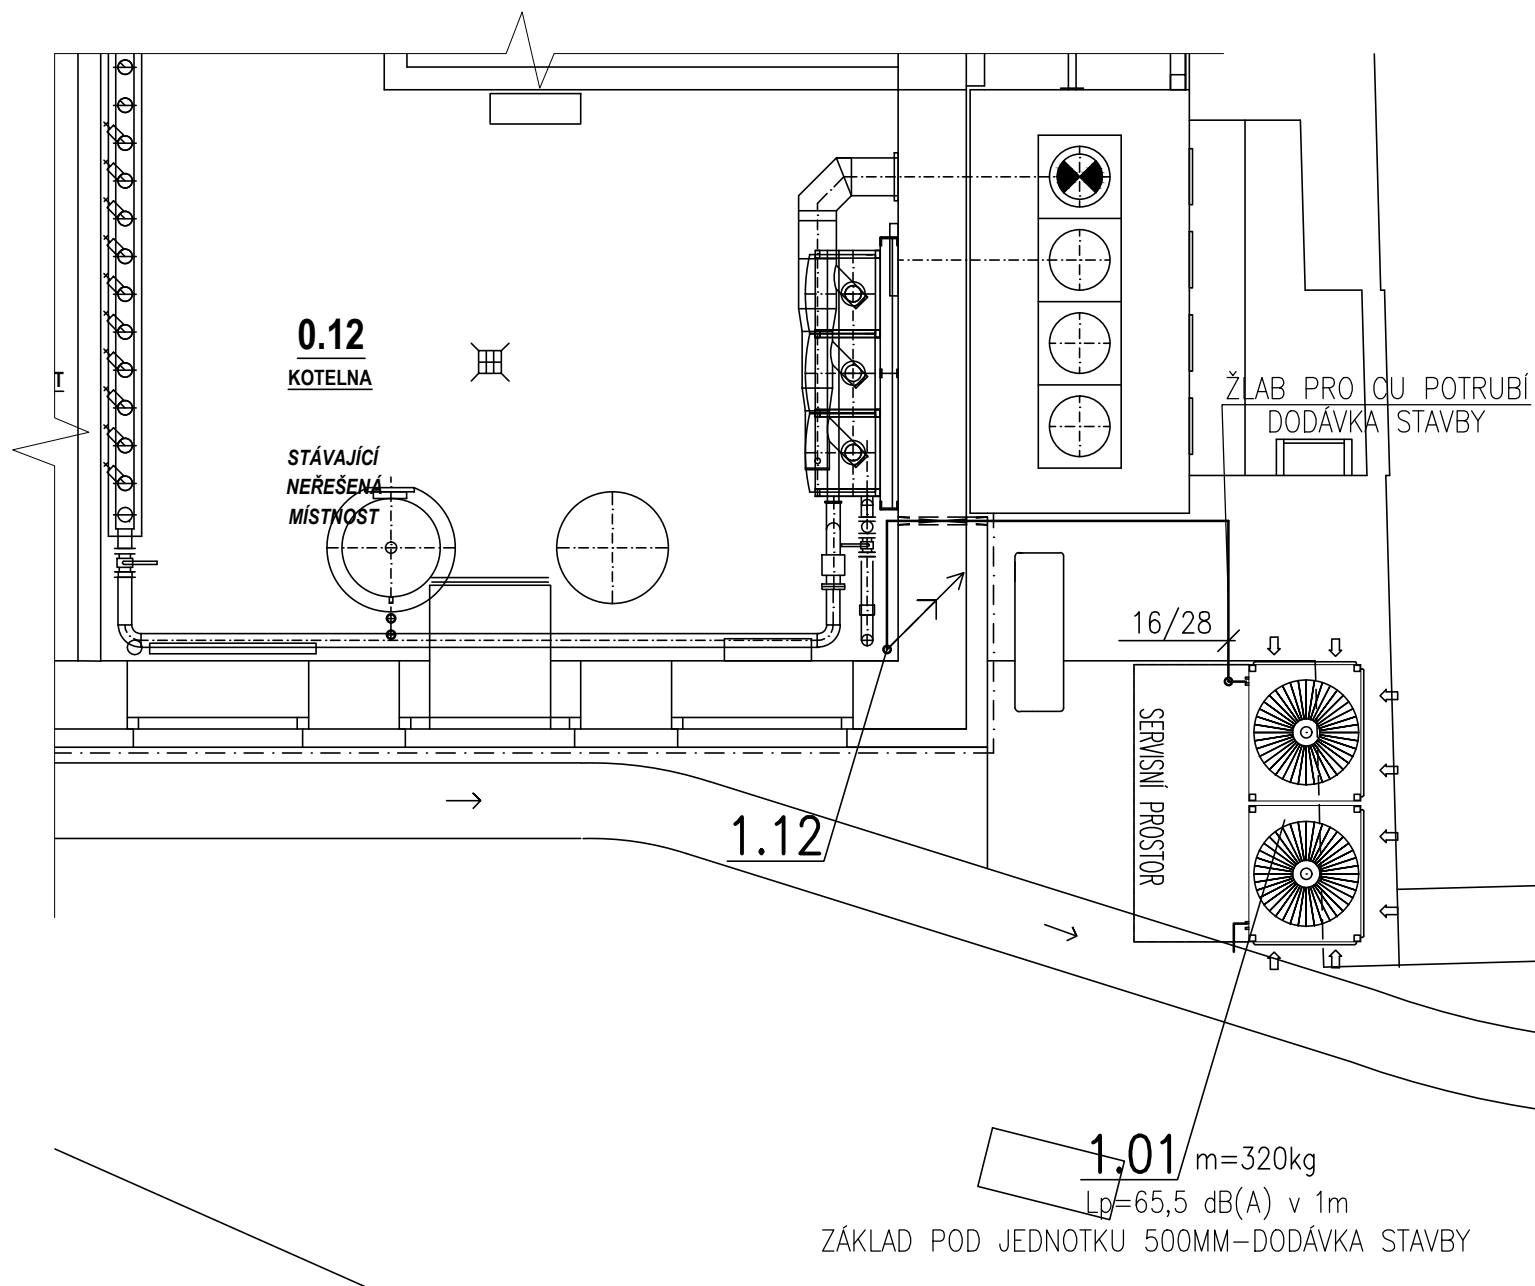 0.12
KOTELNA
T
ŽLAB PRO CU POTRUBÍ
DODÁVKA STAVBY
STÁVAJÍCÍ
NEŘEŠENÁ
MÍSTNOST
16/28
SERVISNÍ PROSTOR
1.12
1.01 m=320kg
Lp=65,5 dB(A) v 1m
ZÁKLAD POD JEDNOTKU 500MM-DODÁVKA STAVBY